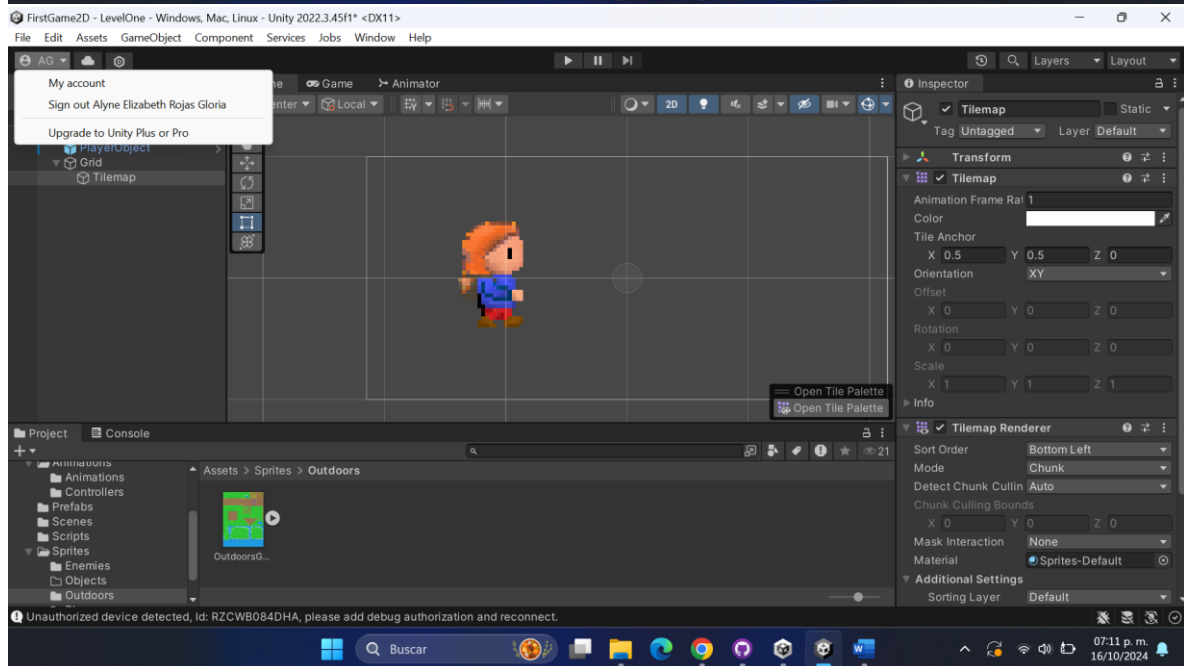 FirstGame2D - LevelOne - Windows, Mac, Linux - Unity 2022.3.45f1* <DX11>
File Edit Assets GameObject Component Services Jobs Window Help
AG
Layers
Layout
My account
Sign out Alyne Elizabeth Rojas Gloria
Upgrade to Unity Plus or Pro
Game
Animator
Local
2D
PlayerObject
Grid
Tilemap
Open Tile Palette
Open Tile Palette
Inspector
Tilemap
Static
Tag Untagged
Layer Default
Transform
Tilemap
Animation Frame Rat 1
Color
Tile Anchor
X 0.5 Y 0.5 Z 0
Orientation XY
Offset
X 0 Y 0 Z 0
Rotation
X 0 Y 0 Z 0
Scale
X 1 Y 1 Z 1
Info
Tilemap Renderer
Sort Order Bottom Left
Mode Chunk
Detect Chunk Cullin Auto
Chunk Culling Bounds
X 0 Y 0 Z 0
Mask Interaction None
Material Sprites-Default
Additional Settings
Sorting Layer Default
Project
Console
21
Animations
Animations
Controllers
Prefabs
Scenes
Scripts
Sprites
Enemies
Objects
Outdoors
Assets > Sprites > Outdoors
OutdoorsG...
Unauthorized device detected, Id: RZCWB084DHA, please add debug authorization and reconnect.
Buscar
07:11 p. m.
16/10/2024